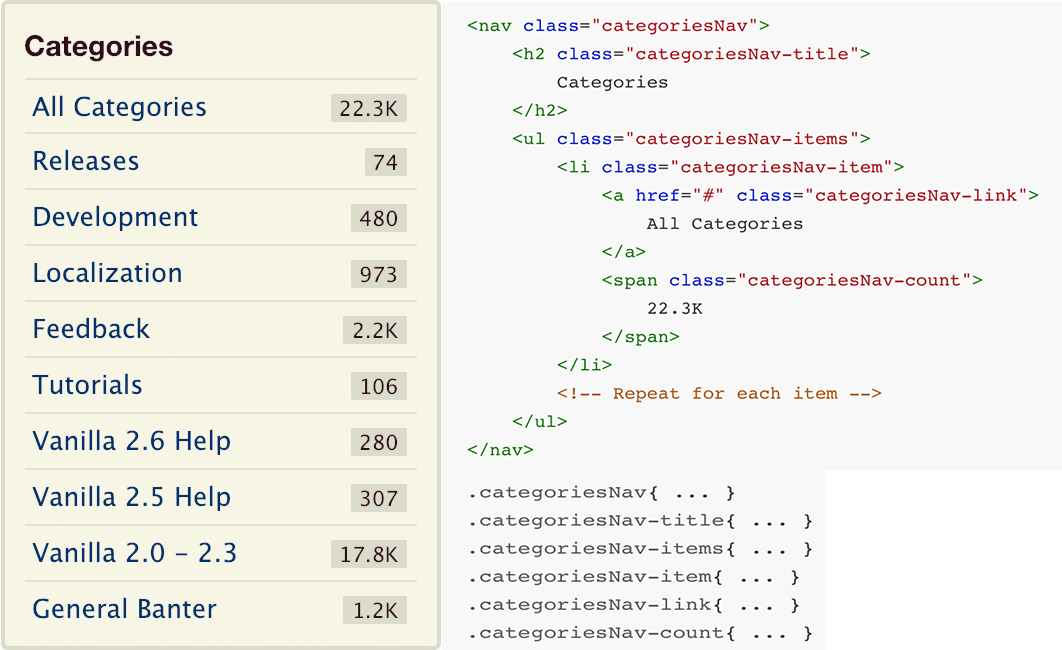 Categories
All Categories 22.3K
Releases 74
Development 480
Localization 973
Feedback 2.2K
Tutorials 106
Vanilla 2.6 Help 280
Vanilla 2.5 Help 307
Vanilla 2.0 – 2.3 17.8K
General Banter 1.2K
<nav class="categoriesNav">
    <h2 class="categoriesNav-title">
        Categories
    </h2>
    <ul class="categoriesNav-items">
        <li class="categoriesNav-item">
            <a href="#" class="categoriesNav-link">
                All Categories
            </a>
            <span class="categoriesNav-count">
                22.3K
            </span>
        </li>
        <!-- Repeat for each item -->
    </ul>
</nav>
.categoriesNav{ ... }
.categoriesNav-title{ ... }
.categoriesNav-items{ ... }
.categoriesNav-item{ ... }
.categoriesNav-link{ ... }
.categoriesNav-count{ ... }